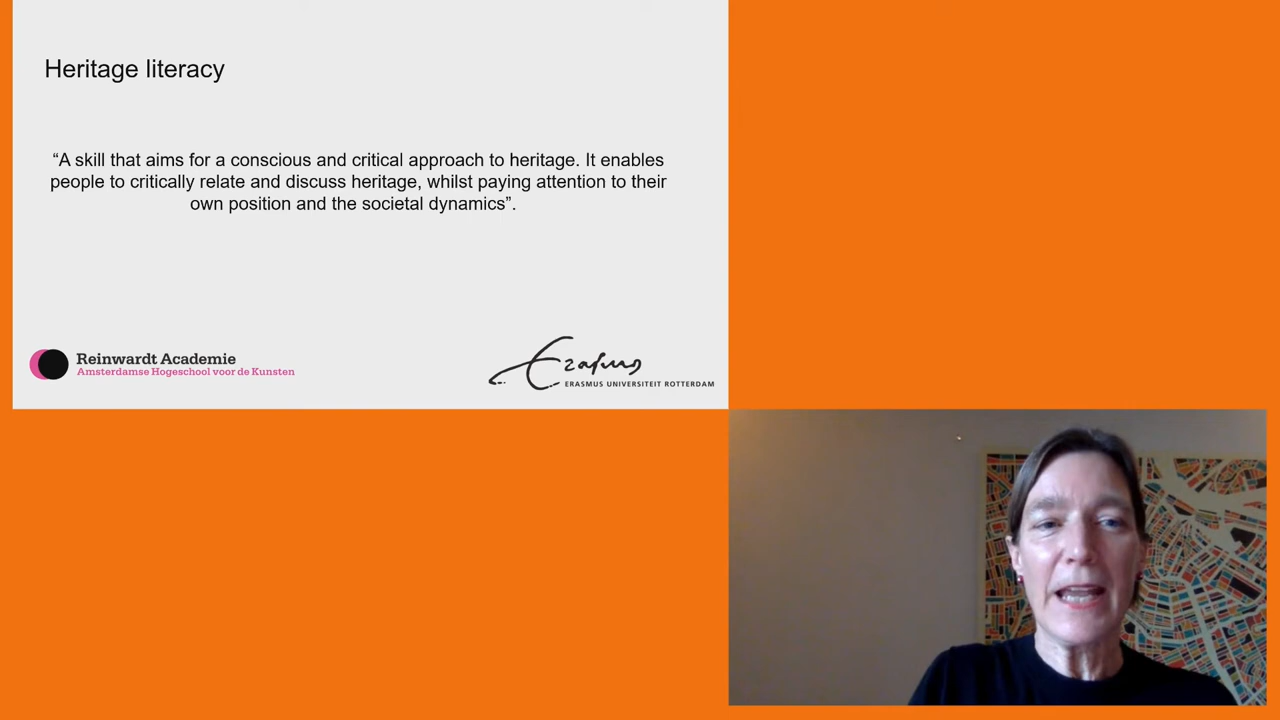 Heritage literacy
“A skill that aims for a conscious and critical approach to heritage. It enables
people to critically relate and discuss heritage, whilst paying attention to their
own position and the societal dynamics”.
Reinwardt Academie
Amsterdamse Hogeschool voor de Kunsten
Erasmus
ERASMUS UNIVERSITEIT ROTTERDAM